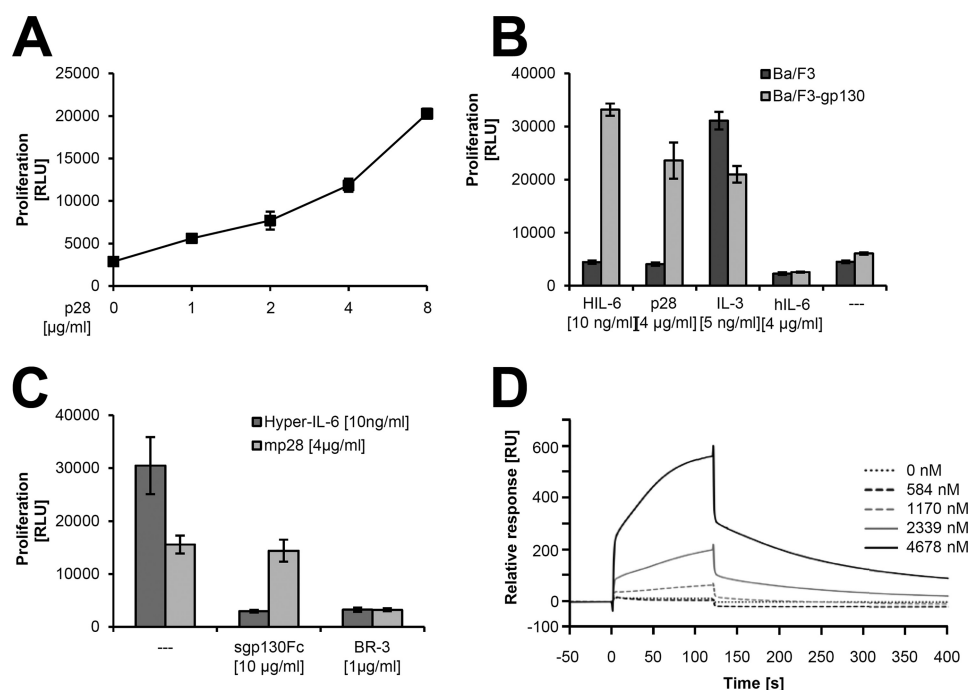 A
25000
20000
15000
10000
5000
0
Proliferation
[RLU]
p28
[µg/ml]
0 1 2 4 8
B
40000
30000
20000
10000
0
Proliferation
[RLU]
Ba/F3
Ba/F3-gp130
HIL-6 p28 IL-3 hIL-6 ---
[10 ng/ml] [4 µg/ml] [5 ng/ml] [4 µg/ml]
C
40000
30000
20000
10000
0
Proliferation
[RLU]
Hyper-IL-6 [10ng/ml]
mp28 [4µg/ml]
--- sgp130Fc BR-3
[10 µg/ml] [1µg/ml]
D
600
400
200
0
-100
Relative response [RU]
0 nM
584 nM
1170 nM
2339 nM
4678 nM
-50 0 50 100 150 200 250 300 350 400
Time [s]